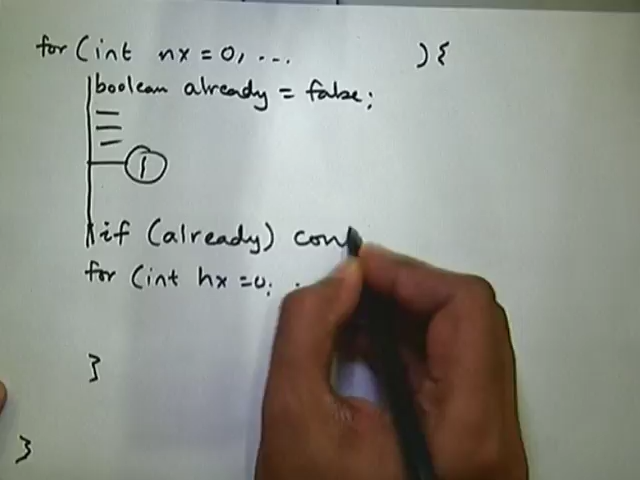 for (int nx = 0, ... ) {
boolean already = false;
1
if (already) con
for (int hx = 0; .
}
}